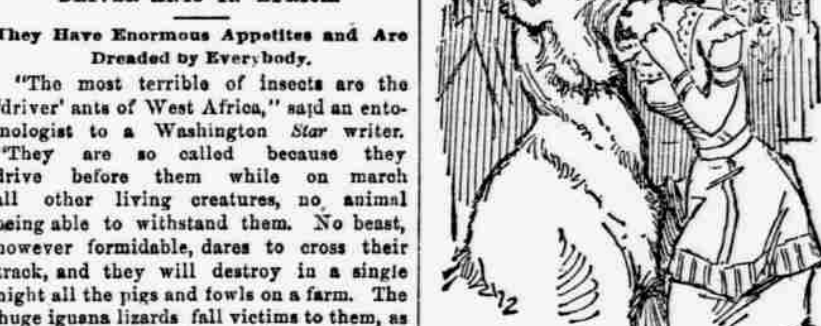 They Have Enormous Appetites and Are
Dreaded by Everybody.
"The most terrible of insects are the
'driver' ants of West Africa," said an ento-
mologist to a Washington Star writer.
"They are so called because they
drive before them while on march
all other living creatures, no animal
being able to withstand them. No beast,
however formidable, dares to cross their
track, and they will destroy in a single
night all the pigs and fowls on a farm. The
huge iguana lizards fall victims to them, as